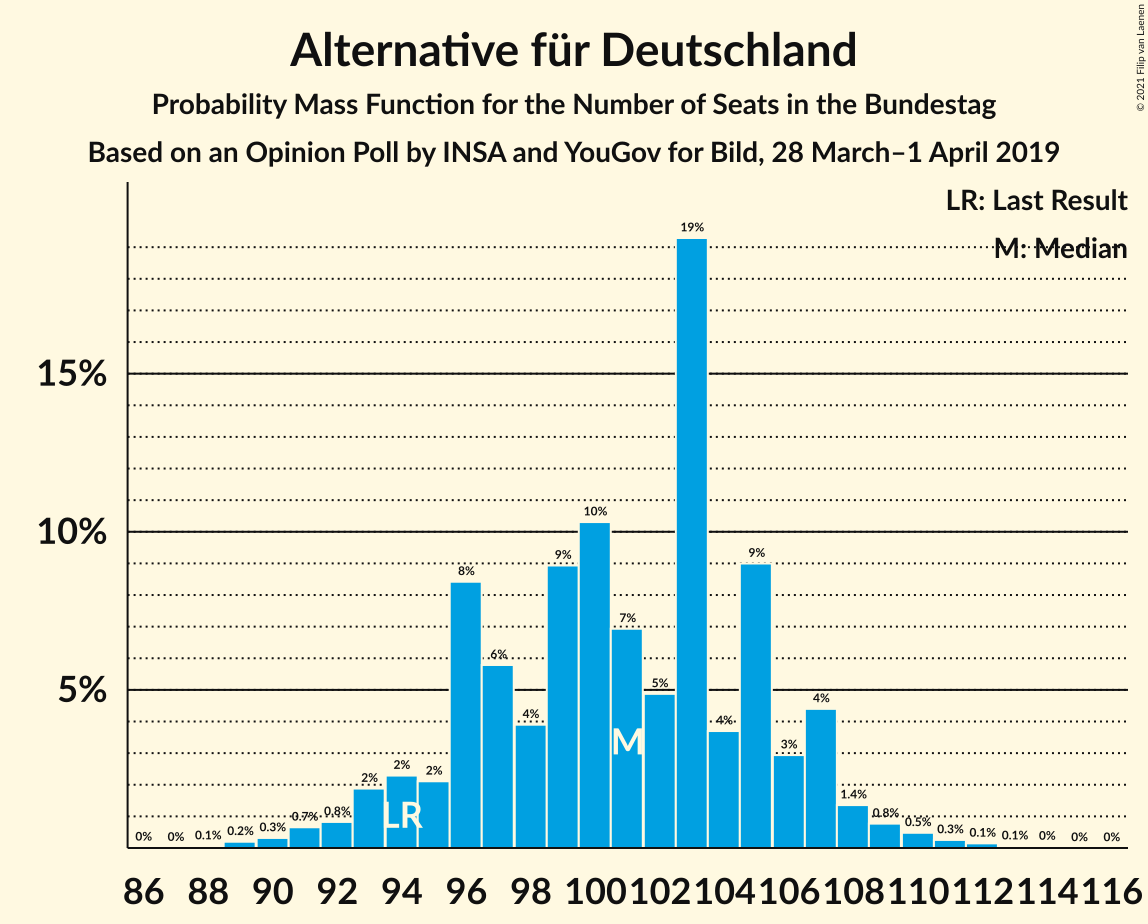 © 2021 Filip van Laenen
Alternative für Deutschland
Probability Mass Function for the Number of Seats in the Bundestag
Based on an Opinion Poll by INSA and YouGov for Bild, 28 March–1 April 2019
LR: Last Result
M: Median
15%
10%
5%
0% 0% 0.1% 0.2% 0.3% 0.7% 0.8% 2% 2% 2% 8% 6% 4% 9% 10% 7% 5% 19% 4% 9% 3% 4% 1.4% 0.8% 0.5% 0.3% 0.1% 0.1% 0% 0% 0%
LR M
86 88 90 92 94 96 98 100 102 104 106 108 110 112 114 116